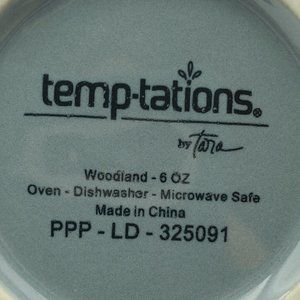 temp-tations®
by Tara
Woodland - 6 OZ
Oven - Dishwasher - Microwave Safe
Made in China
PPP - LD - 325091